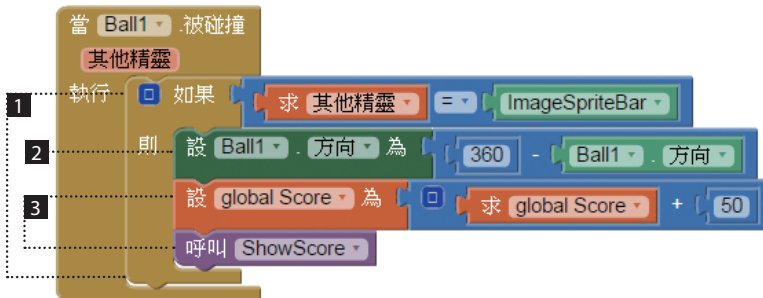 當 Ball1 .被碰撞
其他精靈
執行 如果 求 其他精靈 = ImageSpriteBar
1
2 則 設 Ball1 . 方向 為 360 - Ball1 . 方向
3 設 global Score 為 求 global Score + 50
呼叫 ShowScore